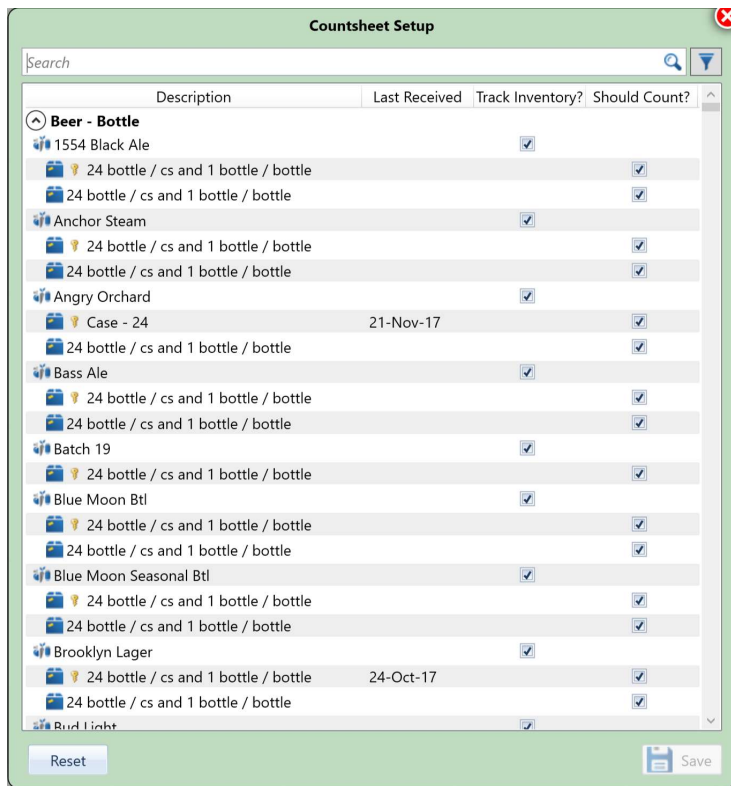 Countsheet Setup
Search
Description Last Received Track Inventory? Should Count?
Beer - Bottle
1554 Black Ale
24 bottle / cs and 1 bottle / bottle
24 bottle / cs and 1 bottle / bottle
Anchor Steam
24 bottle / cs and 1 bottle / bottle
24 bottle / cs and 1 bottle / bottle
Angry Orchard
Case - 24 21-Nov-17
24 bottle / cs and 1 bottle / bottle
Bass Ale
24 bottle / cs and 1 bottle / bottle
24 bottle / cs and 1 bottle / bottle
Batch 19
24 bottle / cs and 1 bottle / bottle
Blue Moon Btl
24 bottle / cs and 1 bottle / bottle
24 bottle / cs and 1 bottle / bottle
Blue Moon Seasonal Btl
24 bottle / cs and 1 bottle / bottle
24 bottle / cs and 1 bottle / bottle
Brooklyn Lager
24 bottle / cs and 1 bottle / bottle 24-Oct-17
24 bottle / cs and 1 bottle / bottle
Bud Light
Reset Save